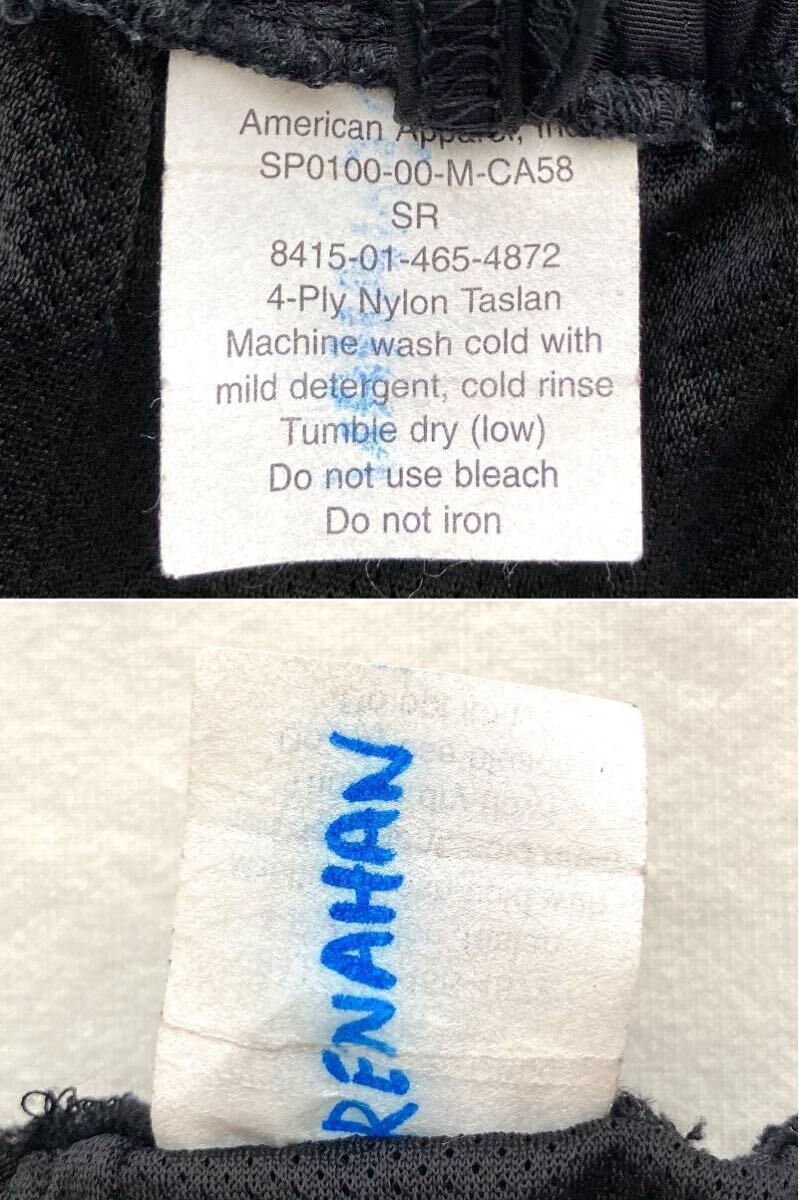 American Apparel, Inc.
SP0100-00-M-CA58
SR
8415-01-465-4872
4-Ply Nylon Taslan
Machine wash cold with
mild detergent, cold rinse
Tumble dry (low)
Do not use bleach
Do not iron
RENAHAN